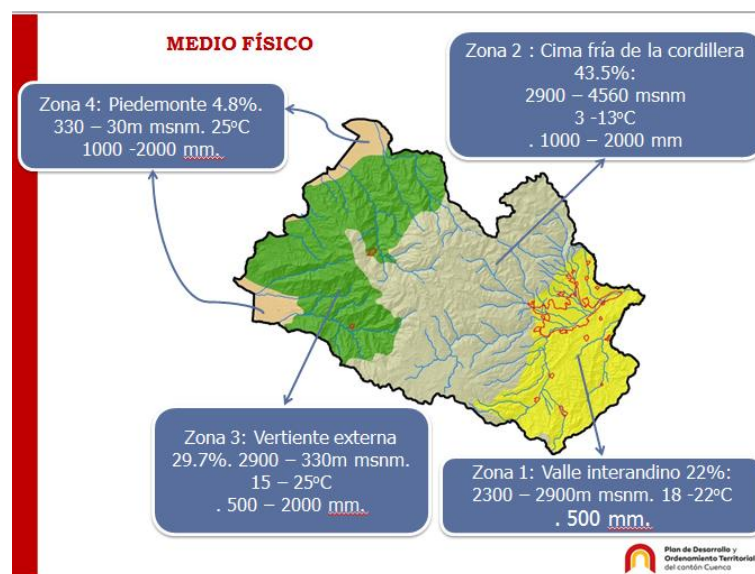 MEDIO FÍSICO
Zona 4: Piedemonte 4.8%.
330 – 30m msnm. 25ºC
1000 -2000 mm.
Zona 2 : Cima fría de la cordillera
43.5%:
2900 – 4560 msnm
3 -13ºC
. 1000 – 2000 mm
Zona 3: Vertiente externa
29.7%. 2900 – 330m msnm.
15 – 25ºC
. 500 – 2000 mm.
Zona 1: Valle interandino 22%:
2300 – 2900m msnm. 18 -22ºC
. 500 mm.
Plan de Desarrollo y
Ordenamiento Territorial
del cantón Cuenca